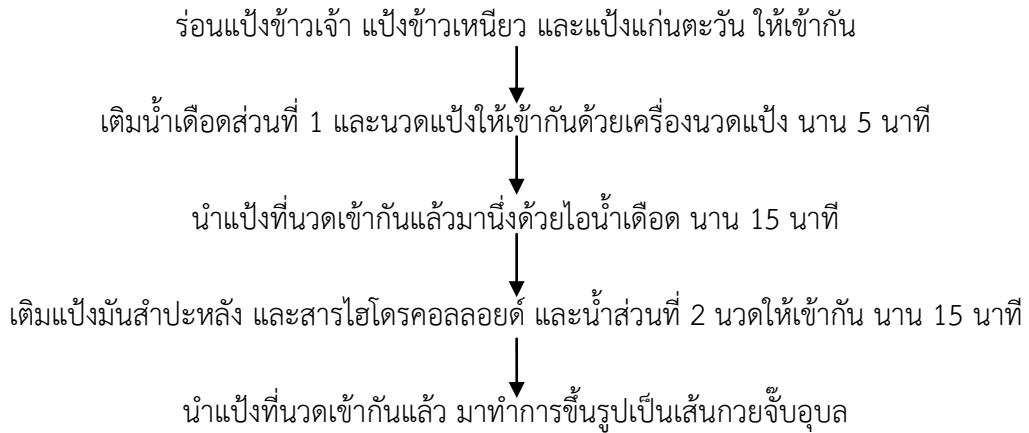 ร่อนแป้งข้าวเจ้า แป้งข้าวเหนียว และแป้งแก่นตะวัน ให้เข้ากัน
เติมน้ำเดือดส่วนที่ 1 และนวดแป้งให้เข้ากันด้วยเครื่องนวดแป้ง นาน 5 นาที
นำแป้งที่นวดเข้ากันแล้วมานึ่งด้วยไอน้ำเดือด นาน 15 นาที
เติมแป้งมันสำปะหลัง และสารไฮโดรคอลลอยด์ และน้ำส่วนที่ 2 นวดให้เข้ากัน นาน 15 นาที
นำแป้งที่นวดเข้ากันแล้ว มาทำการขึ้นรูปเป็นเส้นกวยจั๊บอุบล